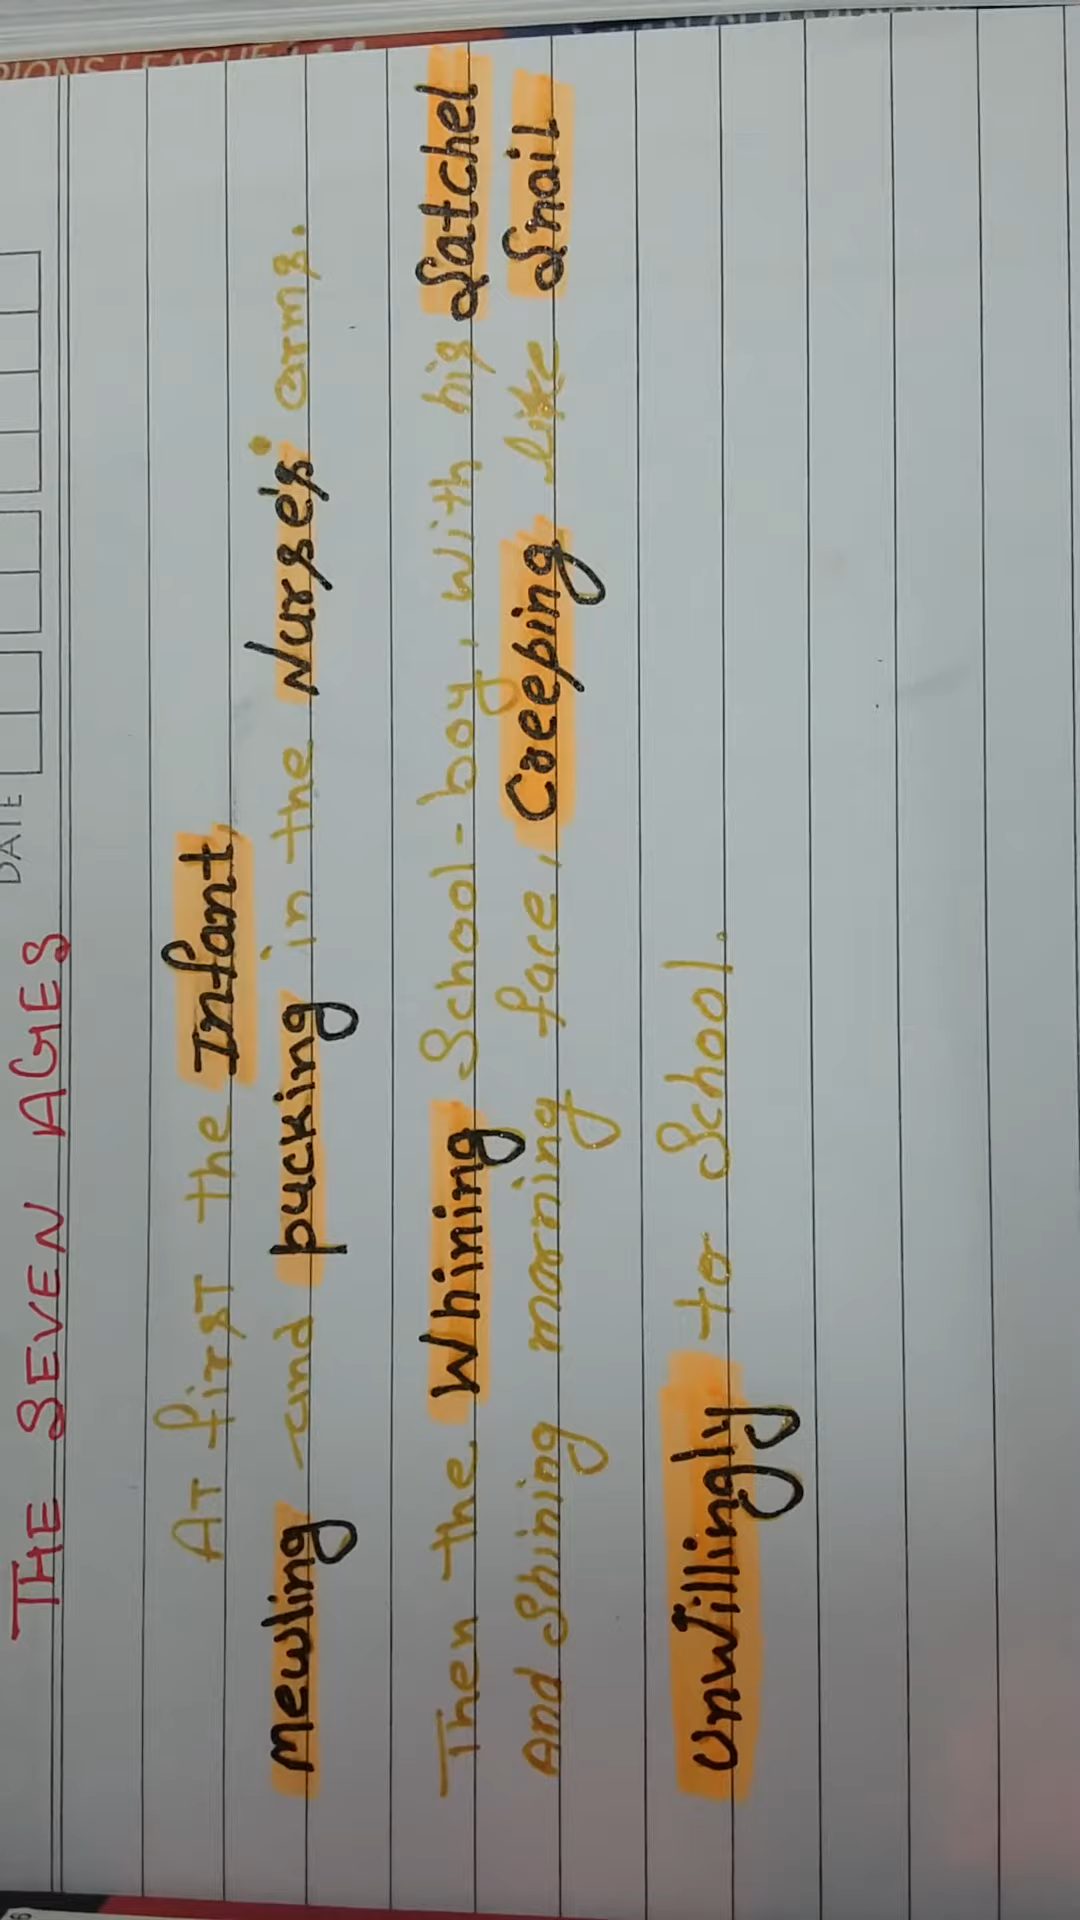 DATE
THE SEVEN AGES
AT first the Infant,
Mewling and pucking in the Nurse's arms.
Then the Whining School-boy, with his Satchel
And Shining morning face, Creeping like Snail
Unwillingly to School.